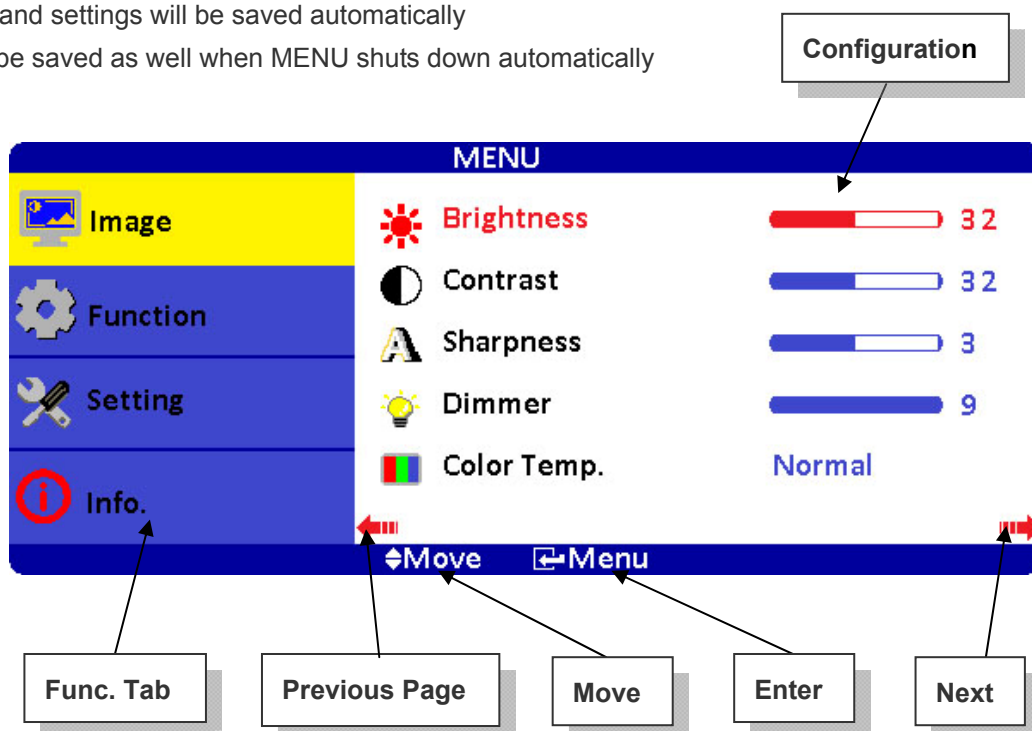 and settings will be saved automatically
be saved as well when MENU shuts down automatically
Configuration
MENU
Image
Function
Setting
Info.
Brightness 32
Contrast 32
Sharpness 3
Dimmer 9
Color Temp. Normal
Move Menu
Func. Tab
Previous Page
Move
Enter
Next